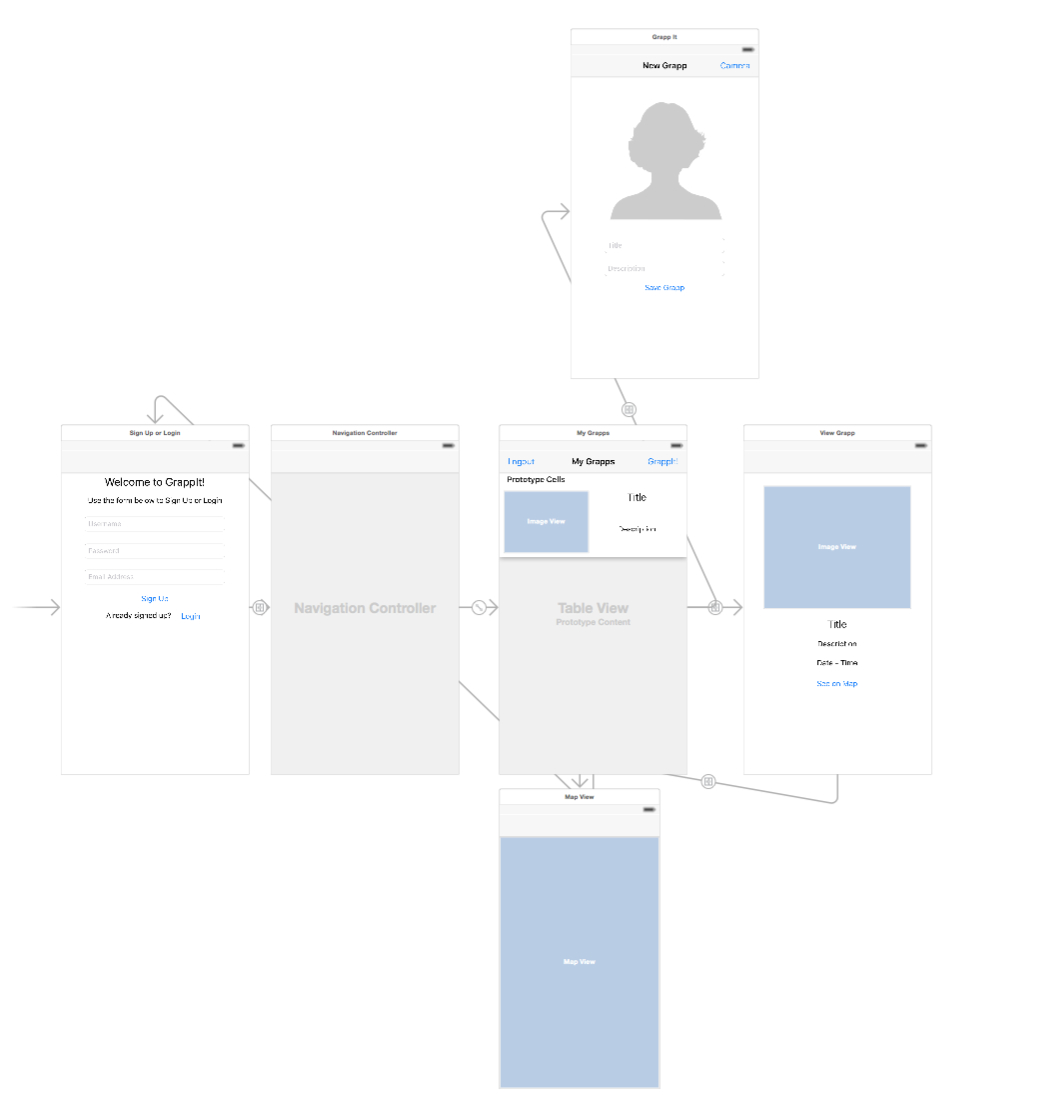 Grapp It
New Grapp
Camera
Title
Description
Save Grapp
Sign Up or Login
Welcome to GrappIt!
Use the form below to Sign Up or Login
Username
Password
Email Address
Sign Up
Already signed up? Login
Navigation Controller
Navigation Controller
My Grapps
Logout
My Grapps
GrappIt!
Prototype Cells
Image View
Title
Description
Table View
Prototype Content
View Grapp
Image View
Title
Description
Date - Time
See on Map
Map View
Map View